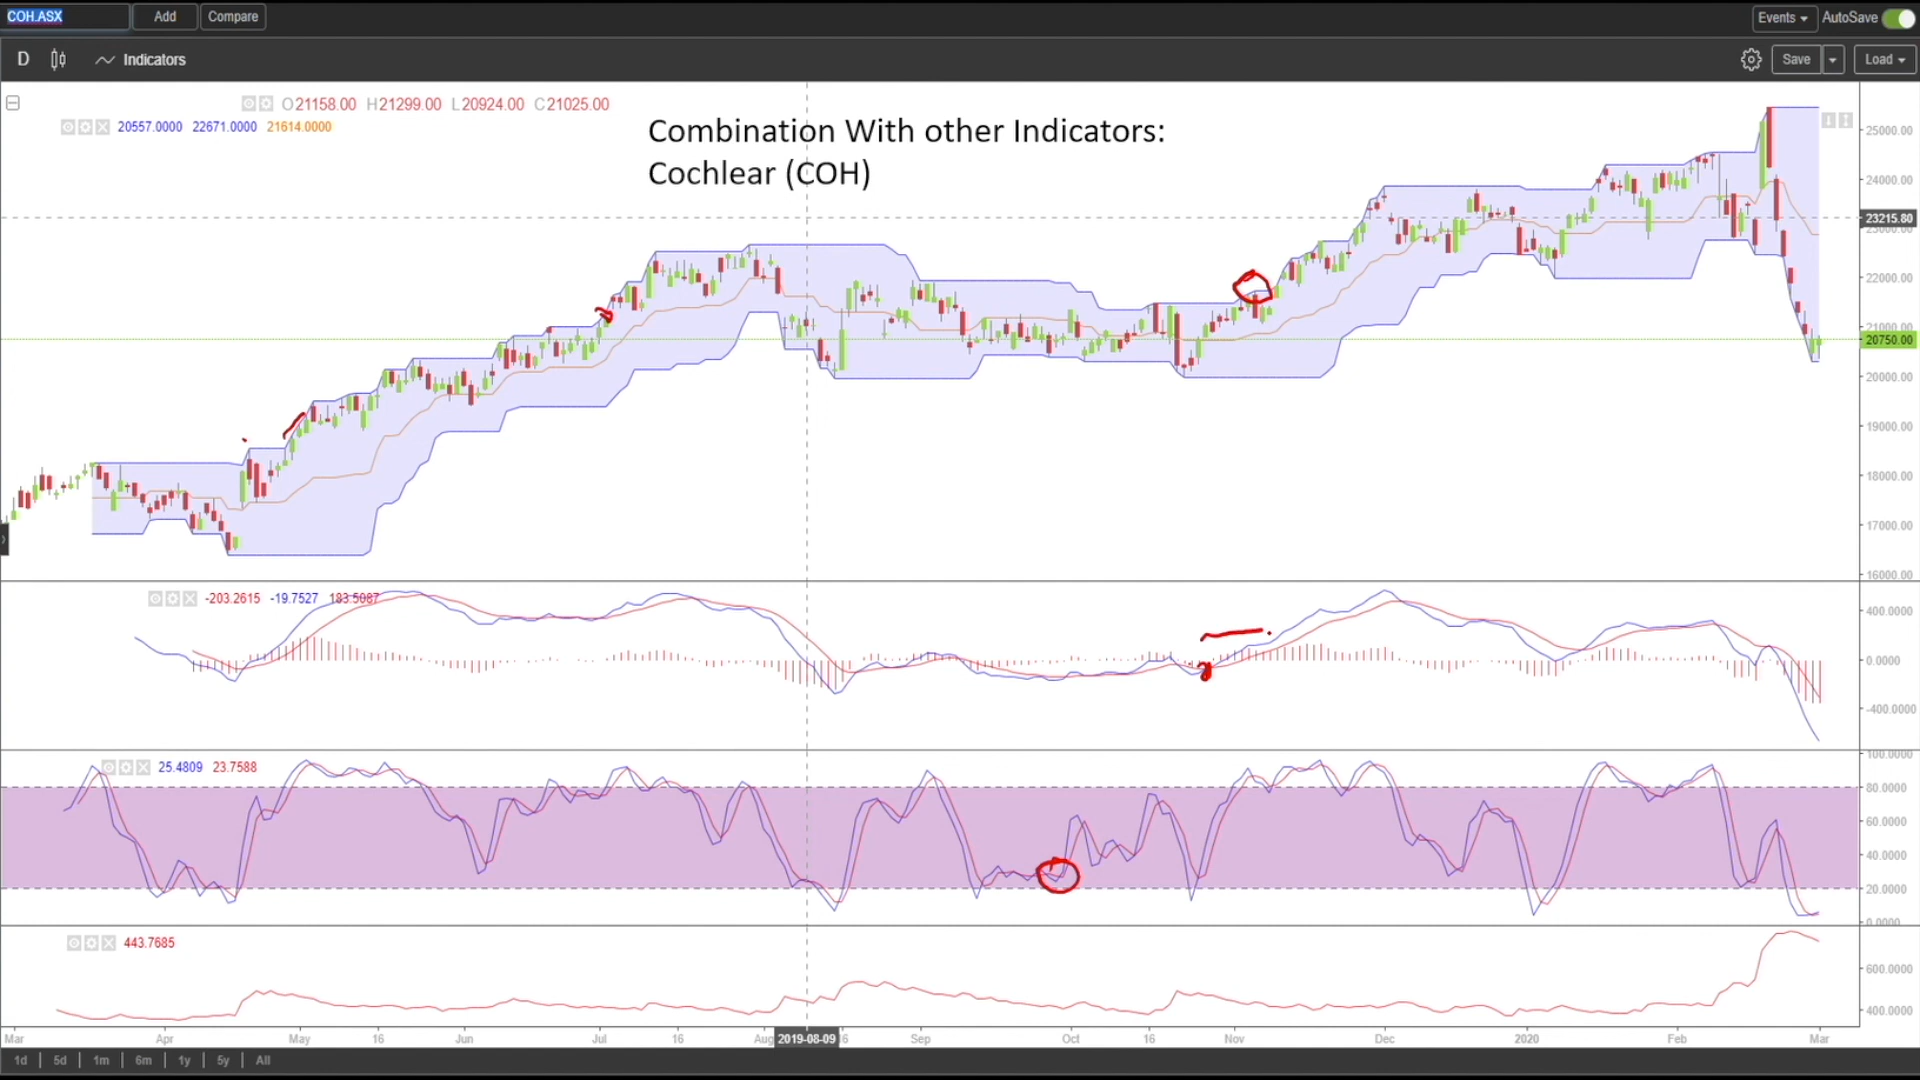 COH.ASX Add Compare Events AutoSave
D Indicators Save Load
O21158.00 H21299.00 L20924.00 C21025.00
20557.0000 22671.0000 21614.0000
Combination With other Indicators:
Cochlear (COH)
25000.00
24000.00
23215.80
23000.00
22000.00
21000.00
20750.00
20000.00
19000.00
18000.00
17000.00
16000.00
-203.2615 -19.7527 183.5087
400.0000
0.0000
-400.0000
100.0000
25.4809 23.7588
80.0000
60.0000
40.0000
20.0000
0.0000
443.7685
600.0000
400.0000
Mar Apr May 16 Jun Jul 16 Aug 2019-08-09 16 Sep Oct 16 Nov Dec 2020 Feb Mar
1d 5d 1m 6m 1y 5y All